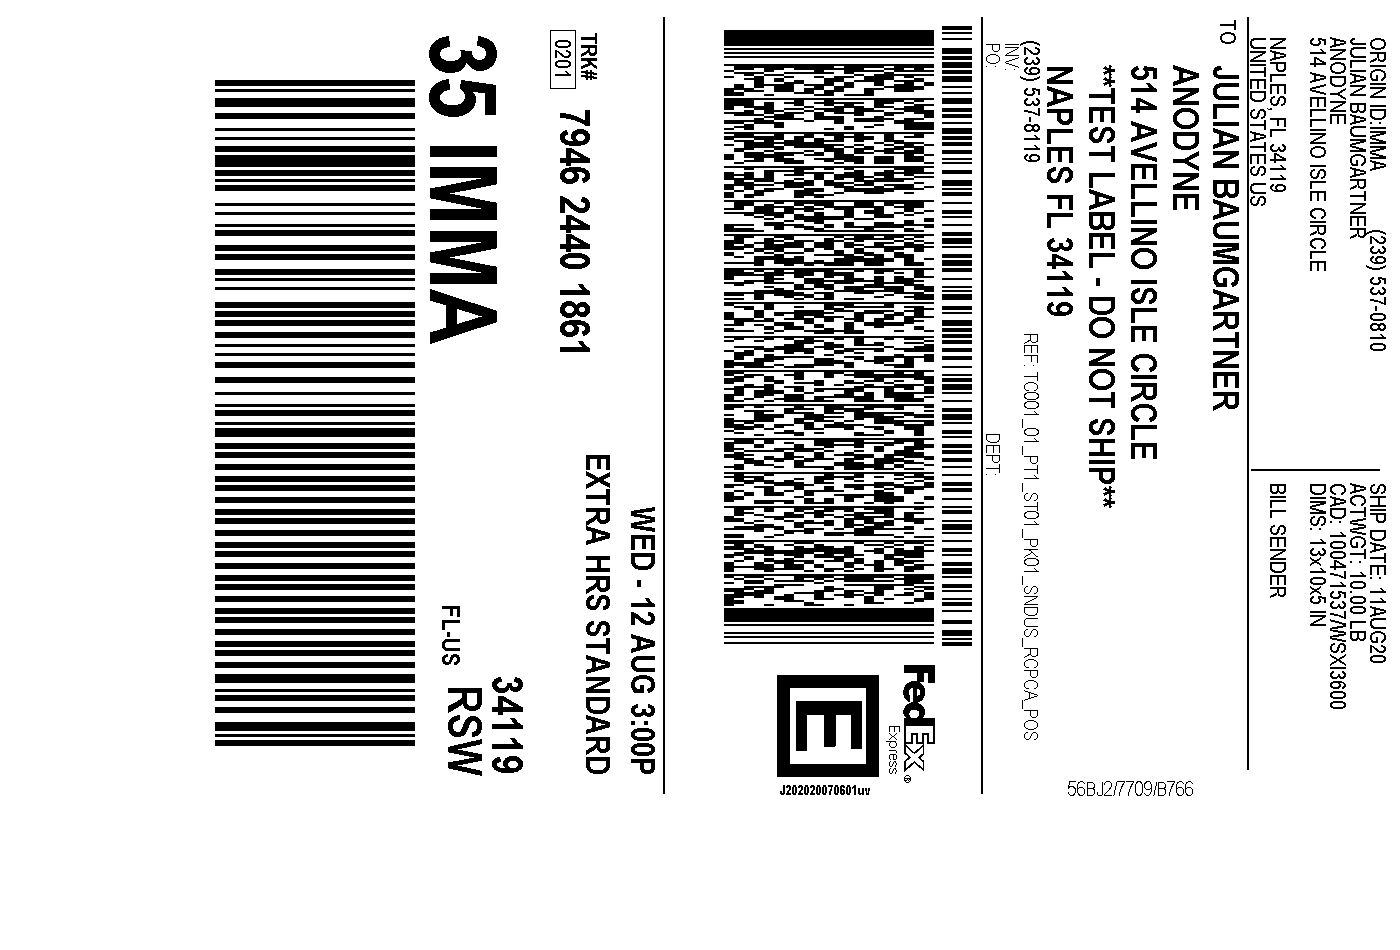 ORIGIN ID:IMMA (239) 537-0810
JULIAN BAUMGARTNER
ANODYNE
514 AVELLINO ISLE CIRCLE
NAPLES, FL 34119
UNITED STATES US
SHIP DATE: 11AUG20
ACTWGT: 10.00 LB
CAD: 100471537/WSXI3600
DIMS: 13x10x5 IN
BILL SENDER
TO JULIAN BAUMGARTNER
ANODYNE
514 AVELLINO ISLE CIRCLE
**TEST LABEL - DO NOT SHIP**
NAPLES FL 34119
(239) 537-8119 REF: TC001_01_PT1_ST01_PK01_SNDUS_RCPCA_POS
INV:
PO: DEPT:
56BJ2/7709/B766
FedEx®
Express
E
J202020070601uv
WED - 12 AUG 3:00P
EXTRA HRS STANDARD
TRK# 7946 2440 1861
0201
34119
35 IMMA FL-US RSW